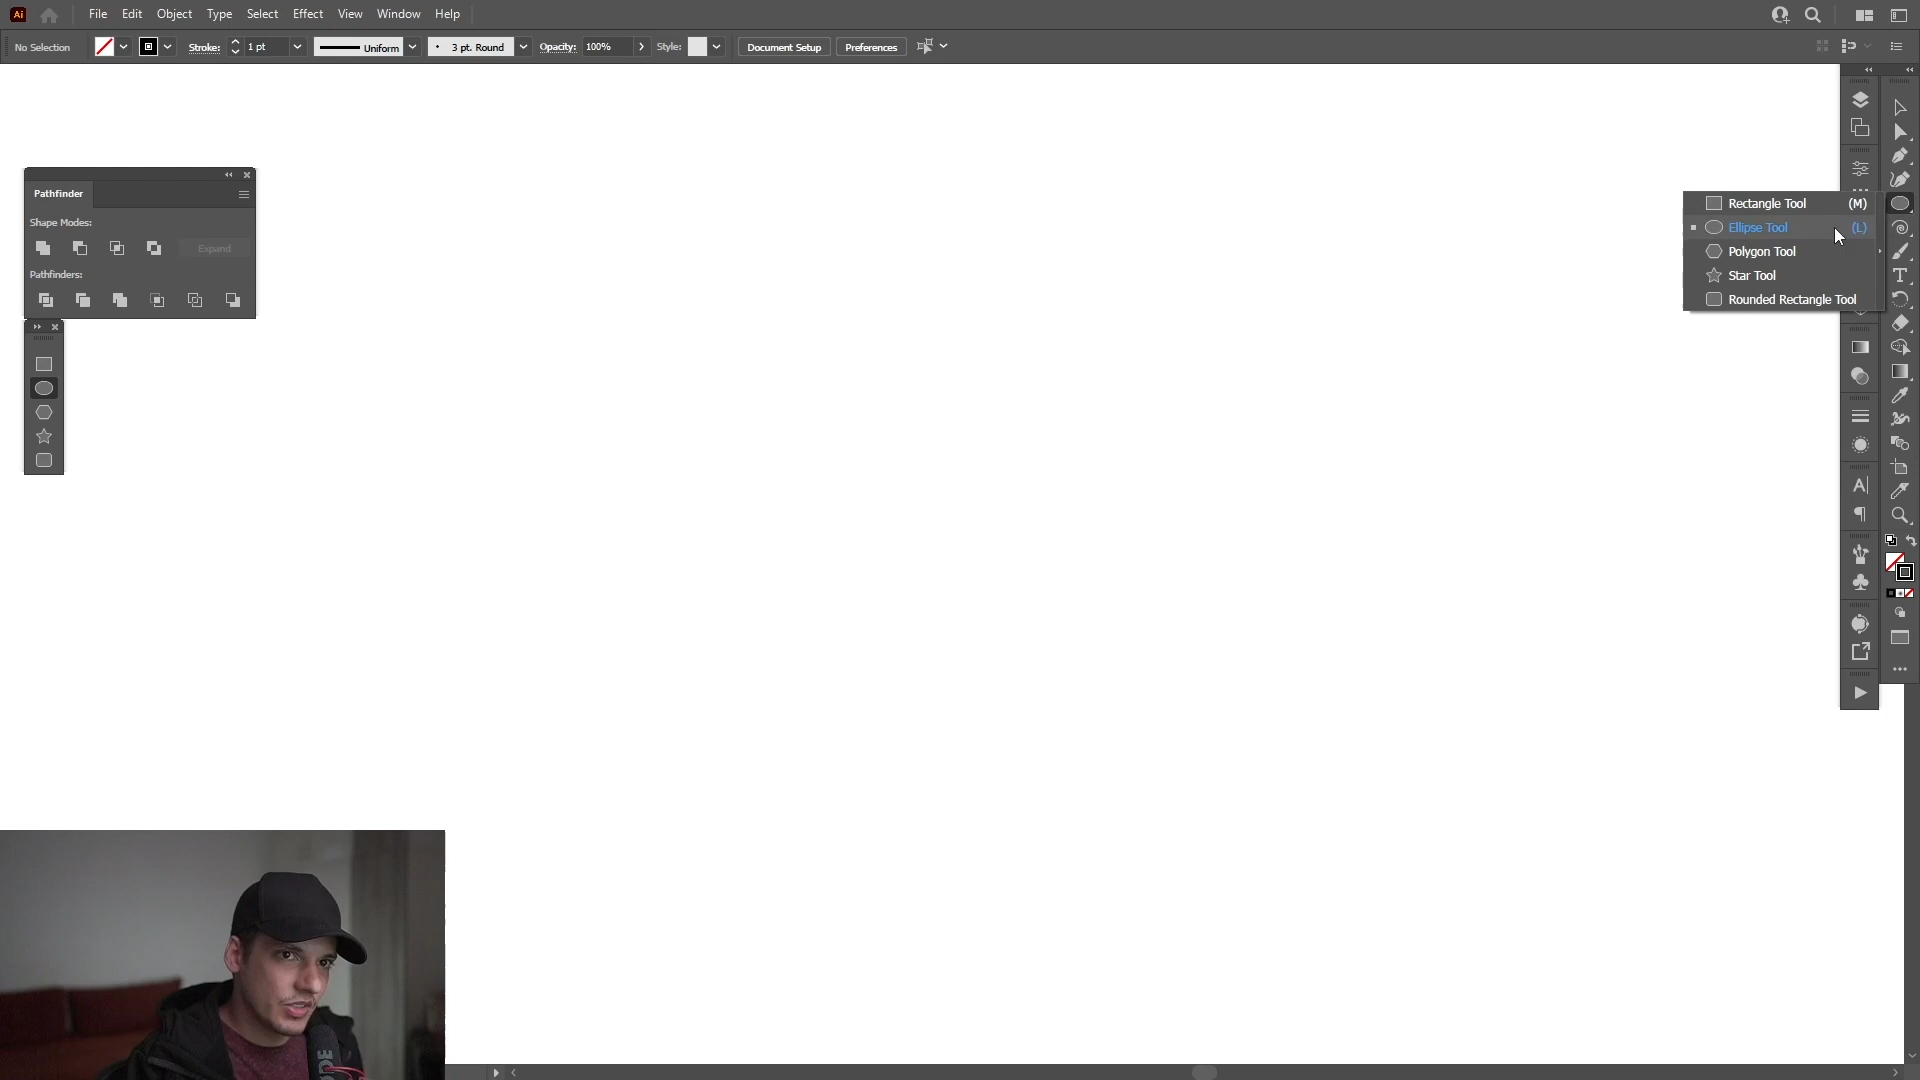 Ai File Edit Object Type Select Effect View Window Help
No Selection Stroke: 1 pt Uniform 3 pt. Round Opacity: 100% Style: Document Setup Preferences
Pathfinder
Shape Modes:
Expand
Pathfinders:
Rectangle Tool (M)
Ellipse Tool (L)
Polygon Tool
Star Tool
Rounded Rectangle Tool